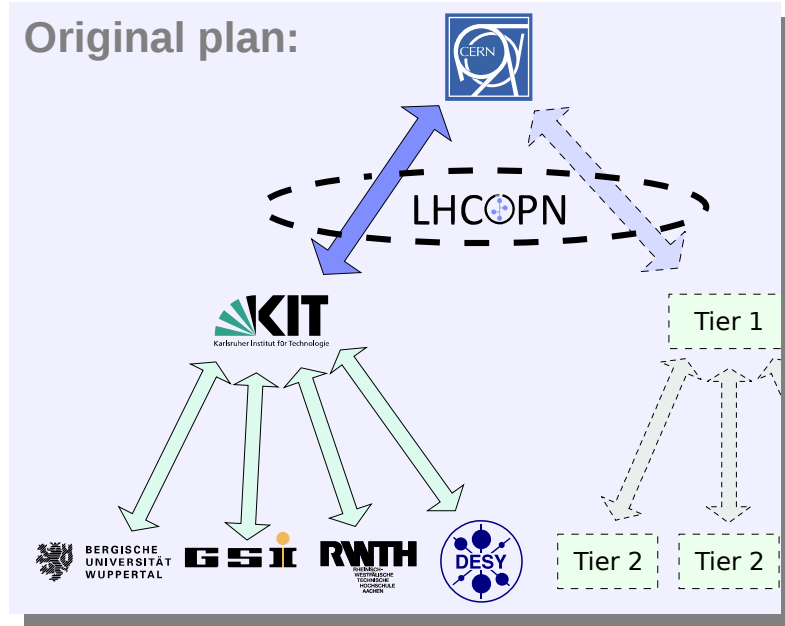 Original plan:
CERN
LHCOPN
KIT
Karlsruher Institut für Technologie
Tier 1
BERGISCHE
UNIVERSITÄT
WUPPERTAL
GSI
RWTH
RHEINISCH-
WESTFÄLISCHE
TECHNISCHE
HOCHSCHULE
AACHEN
DESY
Tier 2
Tier 2